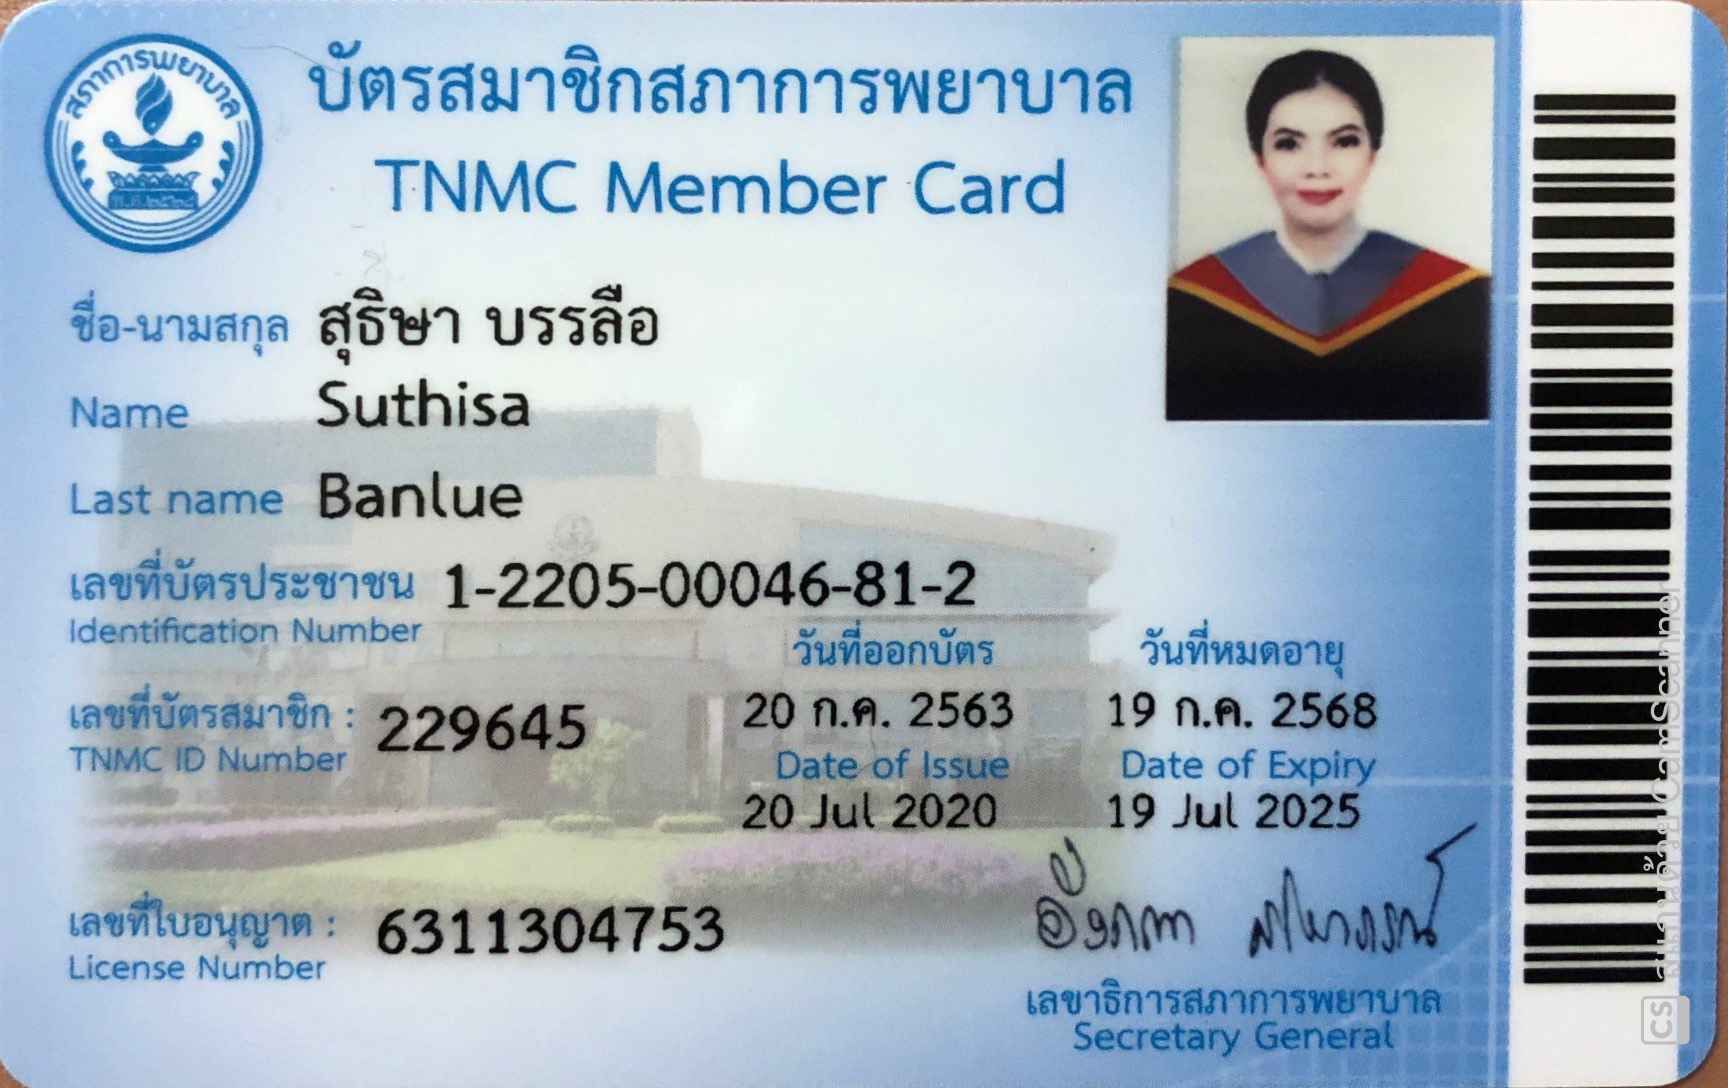 สภาการพยาบาล
พ.ศ.๒๕๒๘
บัตรสมาชิกสภาการพยาบาล
TNMC Member Card
ชื่อ-นามสกุล สุธิษา บรรลือ
Name Suthisa
Last name Banlue
เลขที่บัตรประชาชน 1-2205-00046-81-2
Identification Number
เลขที่บัตรสมาชิก : 229645
TNMC ID Number
วันที่ออกบัตร วันที่หมดอายุ
20 ก.ค. 2563 19 ก.ค. 2568
Date of Issue Date of Expiry
20 Jul 2020 19 Jul 2025
เลขที่ใบอนุญาต : 6311304753
License Number
เลขาธิการสภาการพยาบาล
Secretary General
CS สแกนด้วย CamScanner